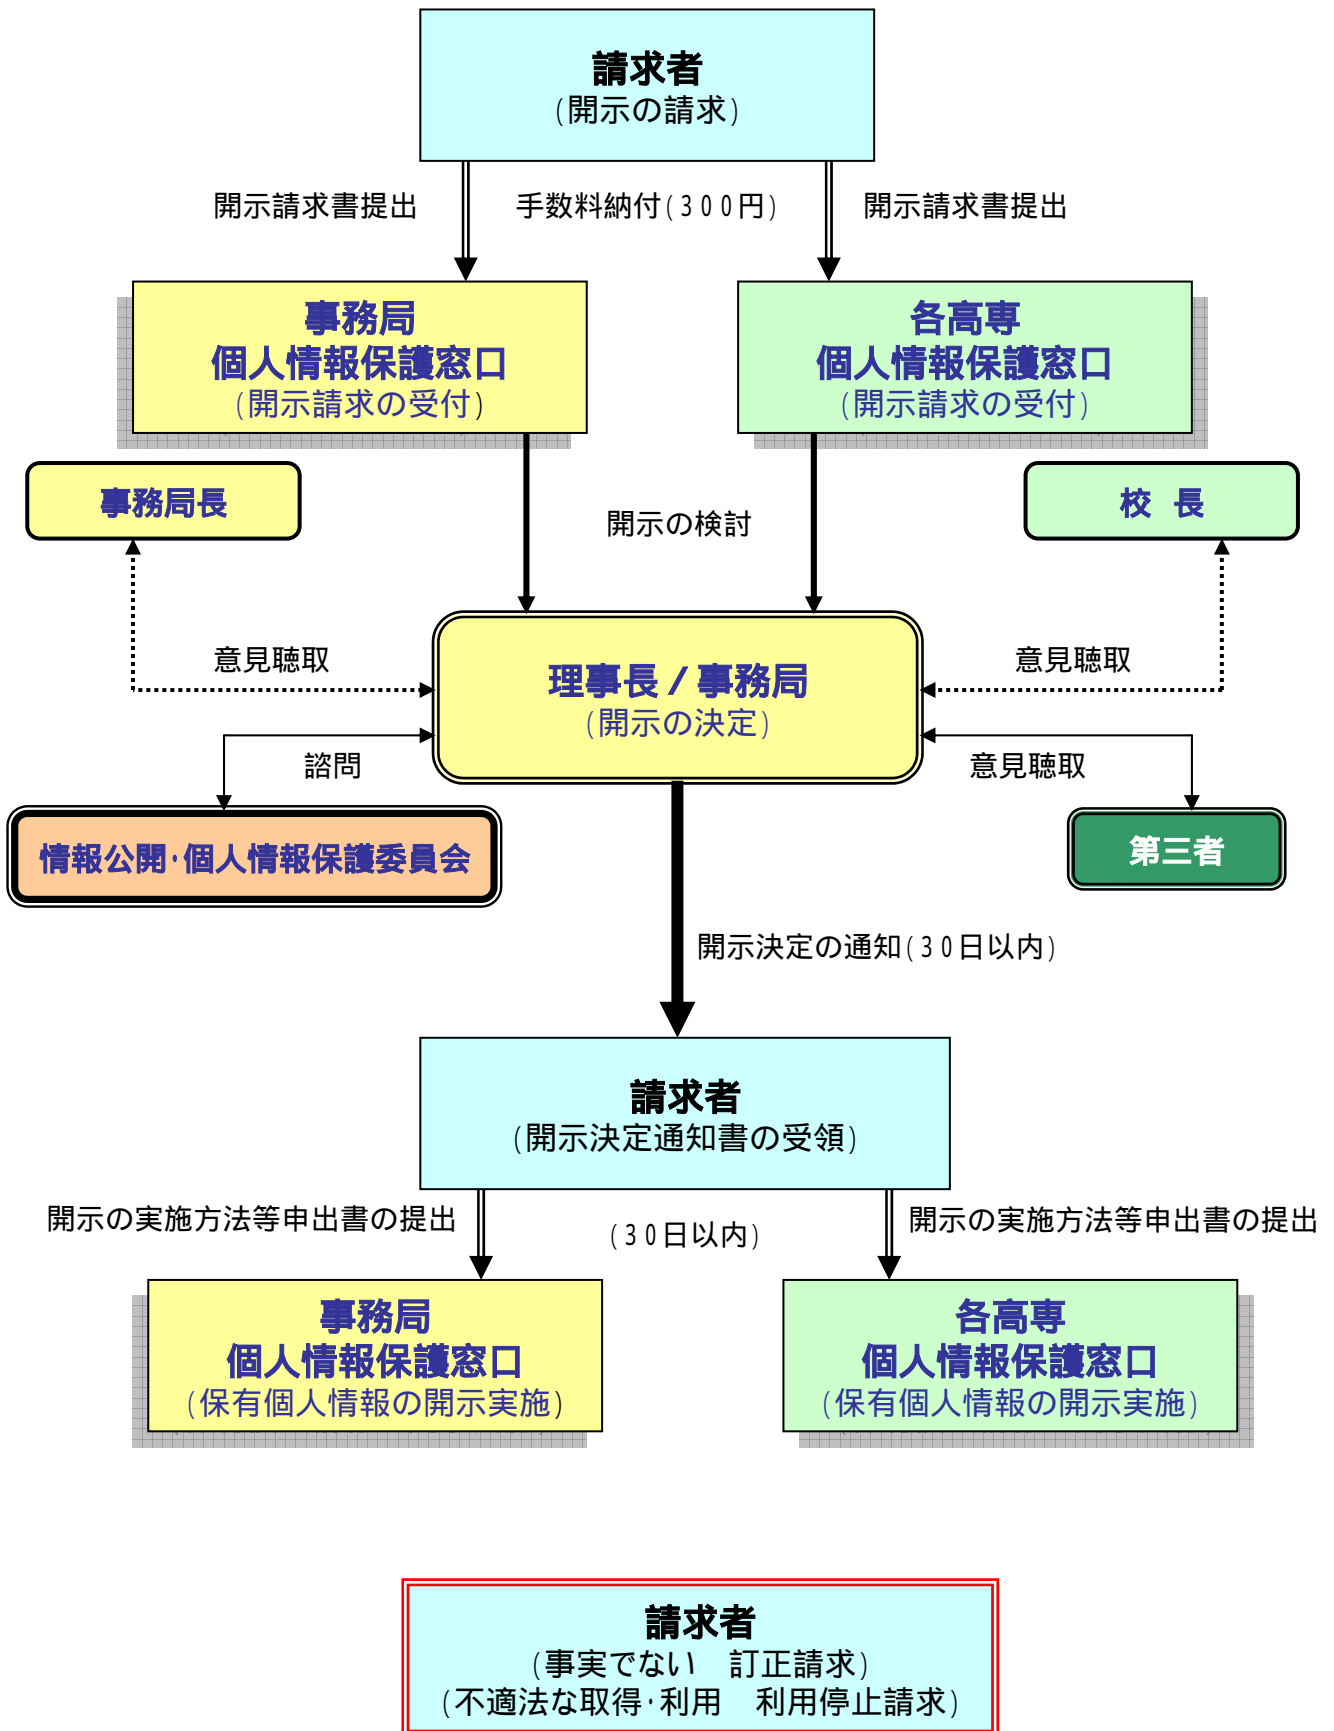 請求者
(開示の請求)
開示請求書提出
手数料納付(300円)
開示請求書提出
事務局
個人情報保護窓口
(開示請求の受付)
各高専
個人情報保護窓口
(開示請求の受付)
事務局長
校 長
開示の検討
意見聴取
意見聴取
理事長/事務局
(開示の決定)
諮問
意見聴取
情報公開・個人情報保護委員会
第三者
開示決定の通知(30日以内)
請求者
(開示決定通知書の受領)
開示の実施方法等申出書の提出
(30日以内)
開示の実施方法等申出書の提出
事務局
個人情報保護窓口
(保有個人情報の開示実施)
各高専
個人情報保護窓口
(保有個人情報の開示実施)
請求者
(事実でない 訂正請求)
(不適法な取得・利用 利用停止請求)